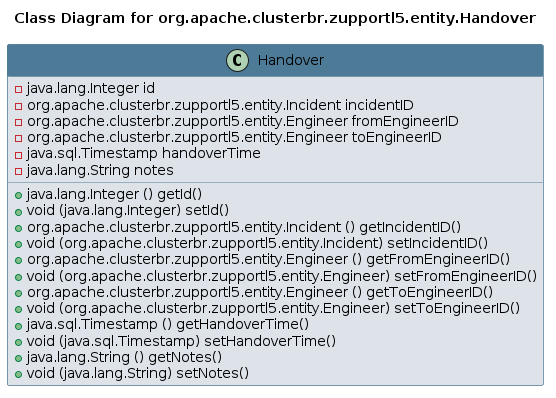 Class Diagram for org.apache.clusterbr.zupportl5.entity.Handover
C Handover
java.lang.Integer id
org.apache.clusterbr.zupportl5.entity.Incident incidentID
org.apache.clusterbr.zupportl5.entity.Engineer fromEngineerID
org.apache.clusterbr.zupportl5.entity.Engineer toEngineerID
java.sql.Timestamp handoverTime
java.lang.String notes
java.lang.Integer () getId()
void (java.lang.Integer) setId()
org.apache.clusterbr.zupportl5.entity.Incident () getIncidentID()
void (org.apache.clusterbr.zupportl5.entity.Incident) setIncidentID()
org.apache.clusterbr.zupportl5.entity.Engineer () getFromEngineerID()
void (org.apache.clusterbr.zupportl5.entity.Engineer) setFromEngineerID()
org.apache.clusterbr.zupportl5.entity.Engineer () getToEngineerID()
void (org.apache.clusterbr.zupportl5.entity.Engineer) setToEngineerID()
java.sql.Timestamp () getHandoverTime()
void (java.sql.Timestamp) setHandoverTime()
java.lang.String () getNotes()
void (java.lang.String) setNotes()